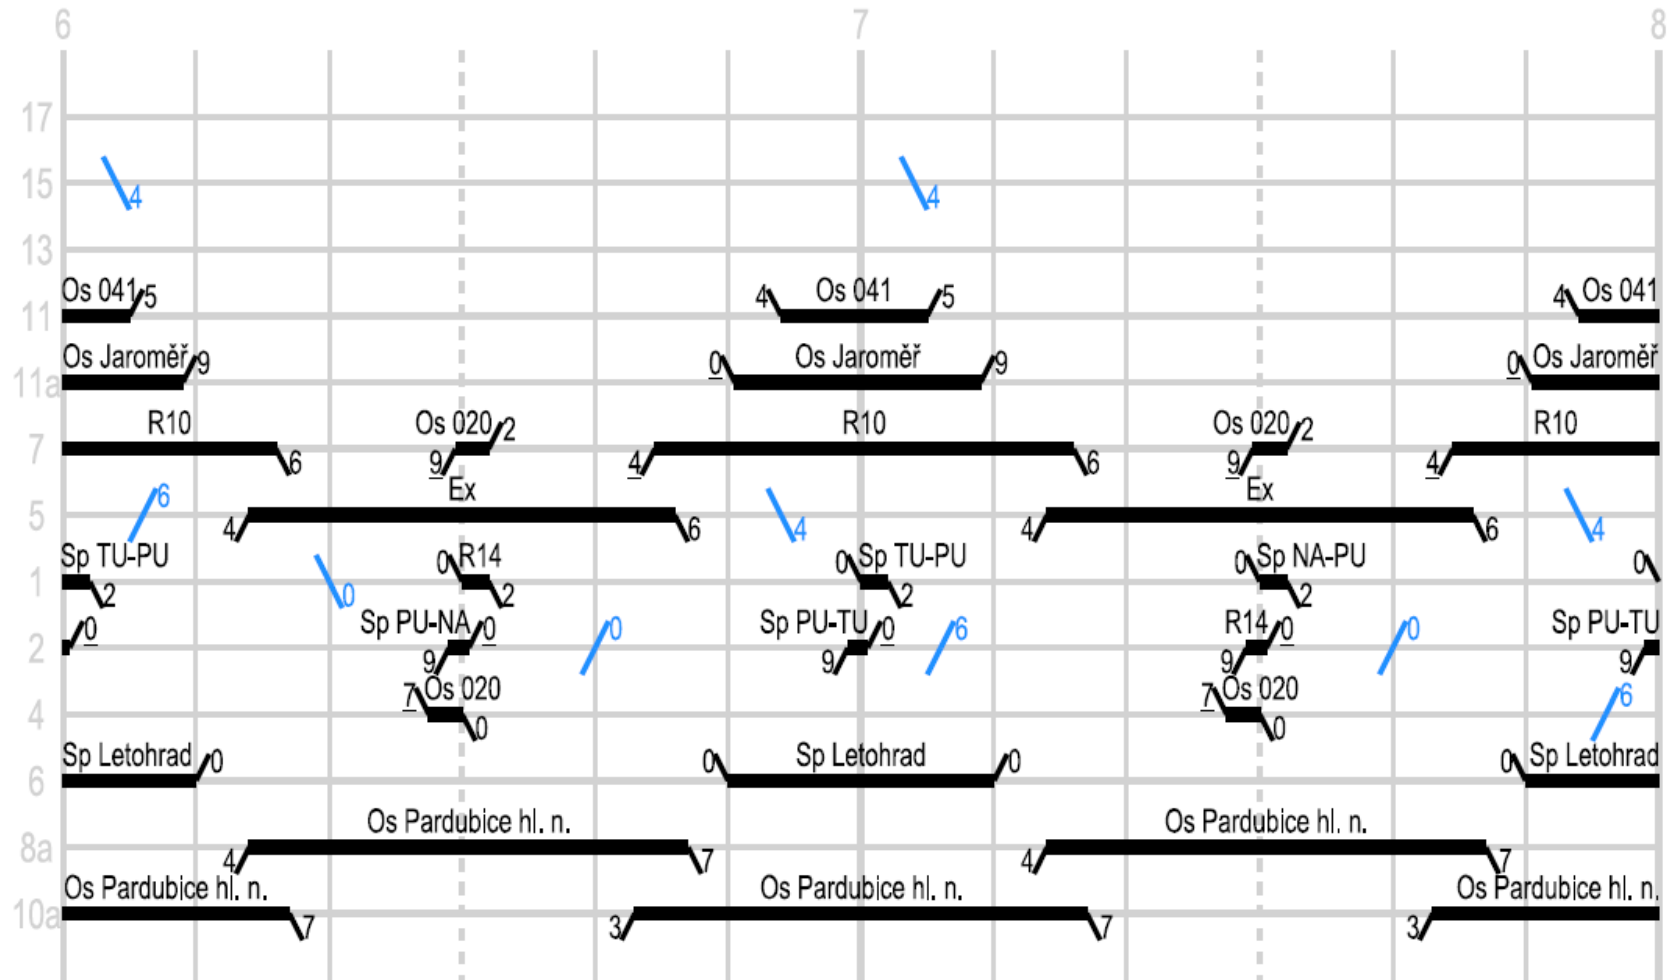 6 7 8
17
15 4 4
13
Os 041 5 4 Os 041 5 4 Os 041
11
Os Jaroměř 9 0 Os Jaroměř 9 0 Os Jaroměř
11a
R10 Os 020 2 R10 Os 020 2 R10
7 6 9 4 6 9 4
6 Ex Ex
5 4 6 4 4 6 4
Sp TU-PU 0 R14 0 Sp TU-PU 0 Sp NA-PU 0
1 2 0 2 2 2
0 Sp PU-NA 0 0 Sp PU-TU 0 6 R14 0 0 Sp PU-TU
2 9 9 9 9
7 Os 020 7 Os 020 6
4 0 0
Sp Letohrad 0 0 Sp Letohrad 0 0 Sp Letohrad
6
Os Pardubice hl. n. Os Pardubice hl. n.
8a 4 7 4 7
Os Pardubice hl. n. Os Pardubice hl. n. Os Pardubice hl. n.
10a 7 3 7 3